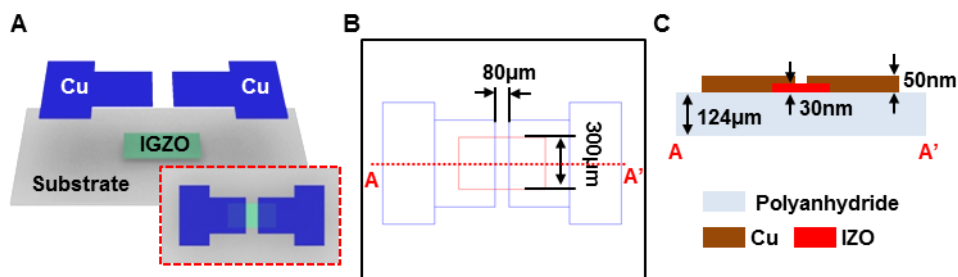 A
Cu
Cu
IGZO
Substrate
B
80μm
300μm
A
A'
C
50nm
30nm
124μm
A
A'
Polyanhydride
Cu
IZO